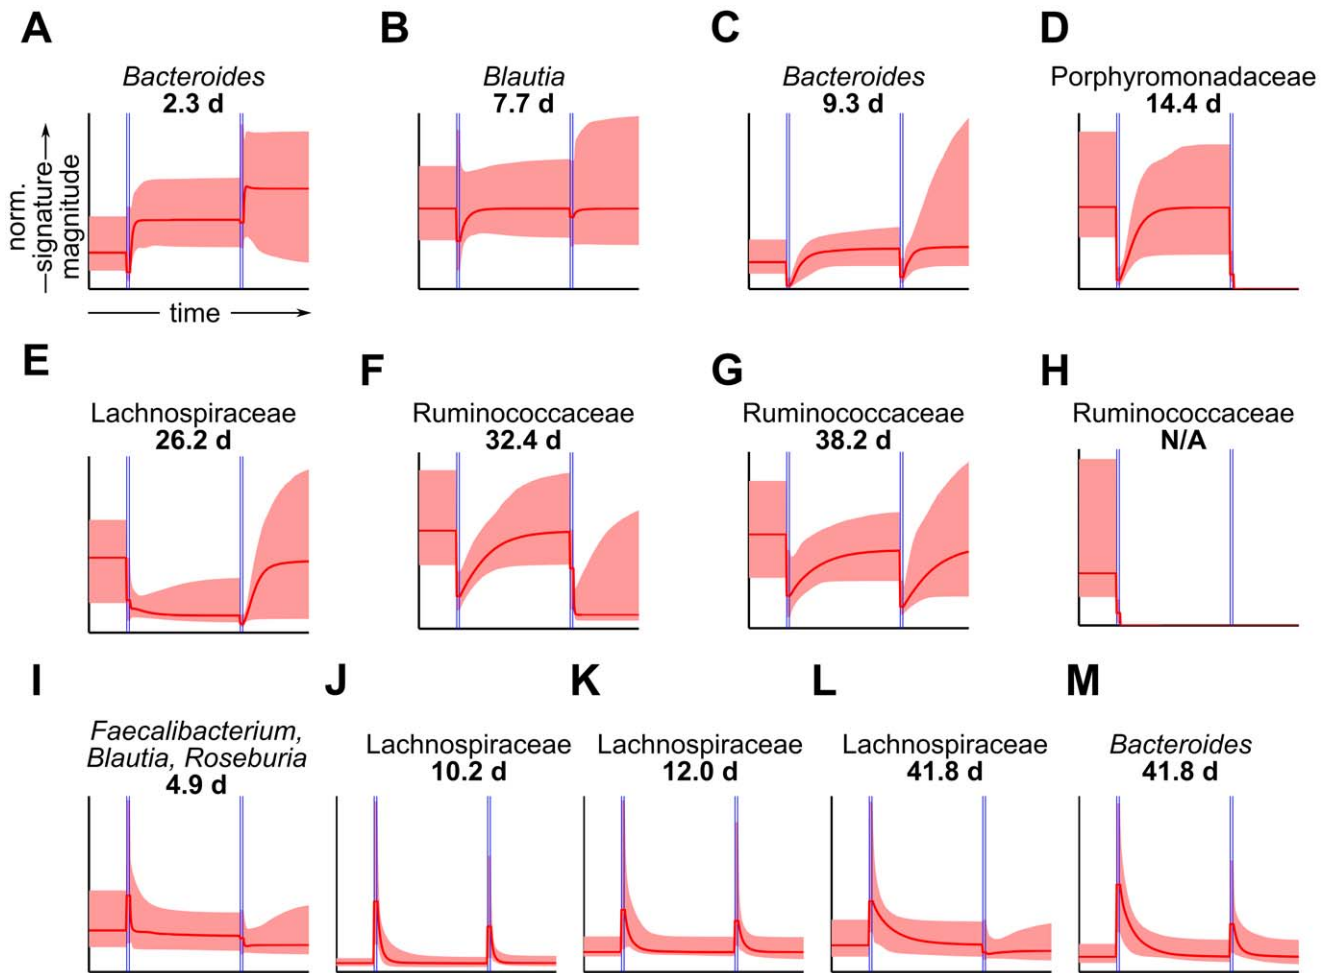 A
Bacteroides
2.3 d
norm.
signature
magnitude
time
B
Blautia
7.7 d
C
Bacteroides
9.3 d
D
Porphyromonadaceae
14.4 d
E
Lachnospiraceae
26.2 d
F
Ruminococcaceae
32.4 d
G
Ruminococcaceae
38.2 d
H
Ruminococcaceae
N/A
I
Faecalibacterium,
Blautia, Roseburia
4.9 d
J
Lachnospiraceae
10.2 d
K
Lachnospiraceae
12.0 d
L
Lachnospiraceae
41.8 d
M
Bacteroides
41.8 d